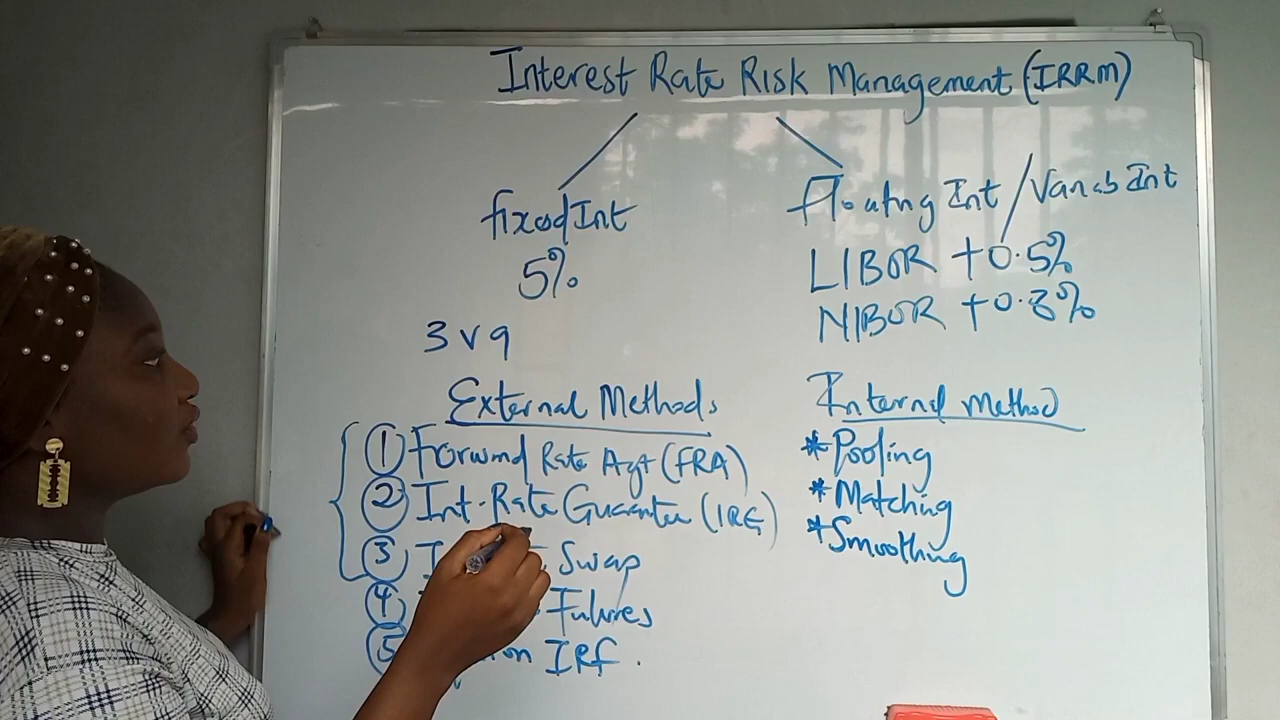 Interest Rate Risk Management (IRRM)
fixed Int
5%
3 v 9
Floating Int / Variab Int
LIBOR +0.5%
NIBOR +0.8%
External Methods
1 Forward Rate Agt (FRA)
2 Int. Rate Guarantee (IRG)
3 Swap
4 Futures
5 on IRF.
Internal Method
* Pooling
* Matching
* Smoothing